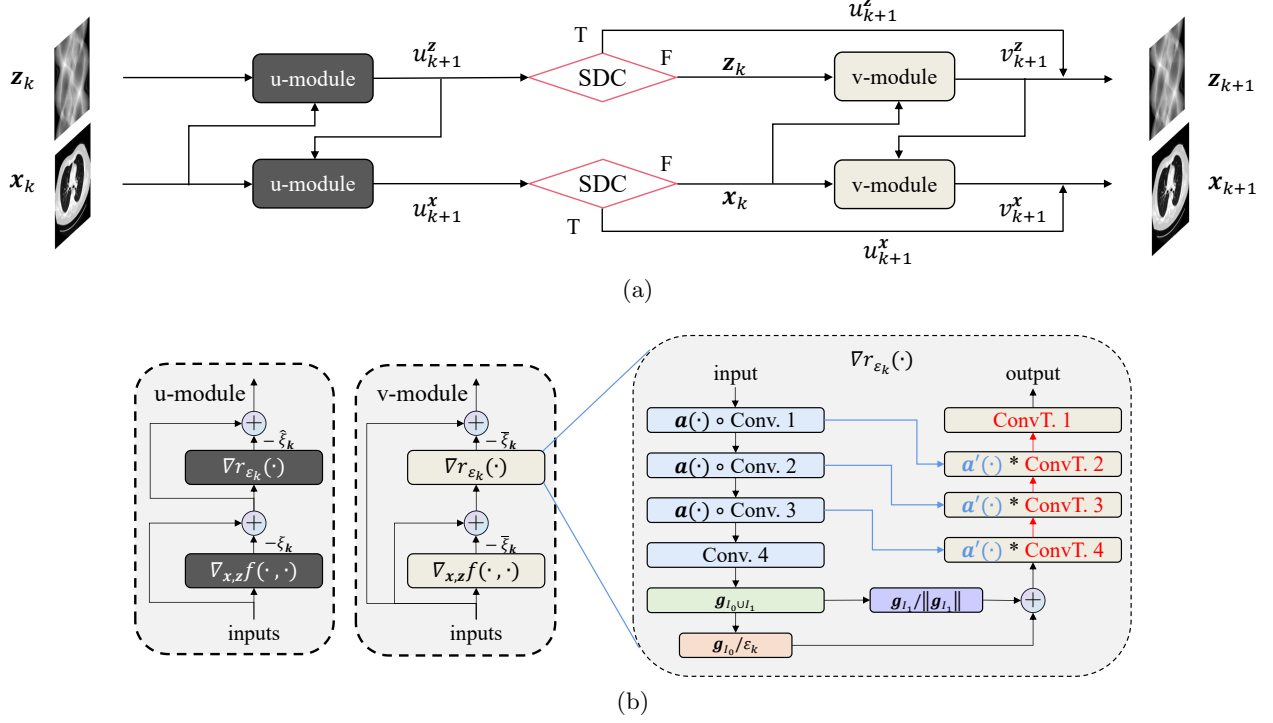 T
u^z_{k+1}
z_k
u-module
u^z_{k+1}
SDC
F
z_k
v-module
v^z_{k+1}
z_{k+1}
x_k
u-module
u^x_{k+1}
SDC
F
x_k
v-module
v^x_{k+1}
x_{k+1}
T
u^x_{k+1}
(a)
u-module
+
−ξ̂_k
∇r_{ε_k}(·)
+
−ξ_k
∇_{x,z}f(·,·)
inputs
v-module
+
−ξ̅_k
∇r_{ε_k}(·)
+
−ξ̅_k
∇_{x,z}f(·,·)
inputs
∇r_{ε_k}(·)
input
a(·) ∘ Conv. 1
a(·) ∘ Conv. 2
a(·) ∘ Conv. 3
Conv. 4
g_{I_0∪I_1}
g_{I_0}/ε_k
g_{I_1}/‖g_{I_1}‖
+
output
ConvT. 1
a′(·) * ConvT. 2
a′(·) * ConvT. 3
a′(·) * ConvT. 4
(b)